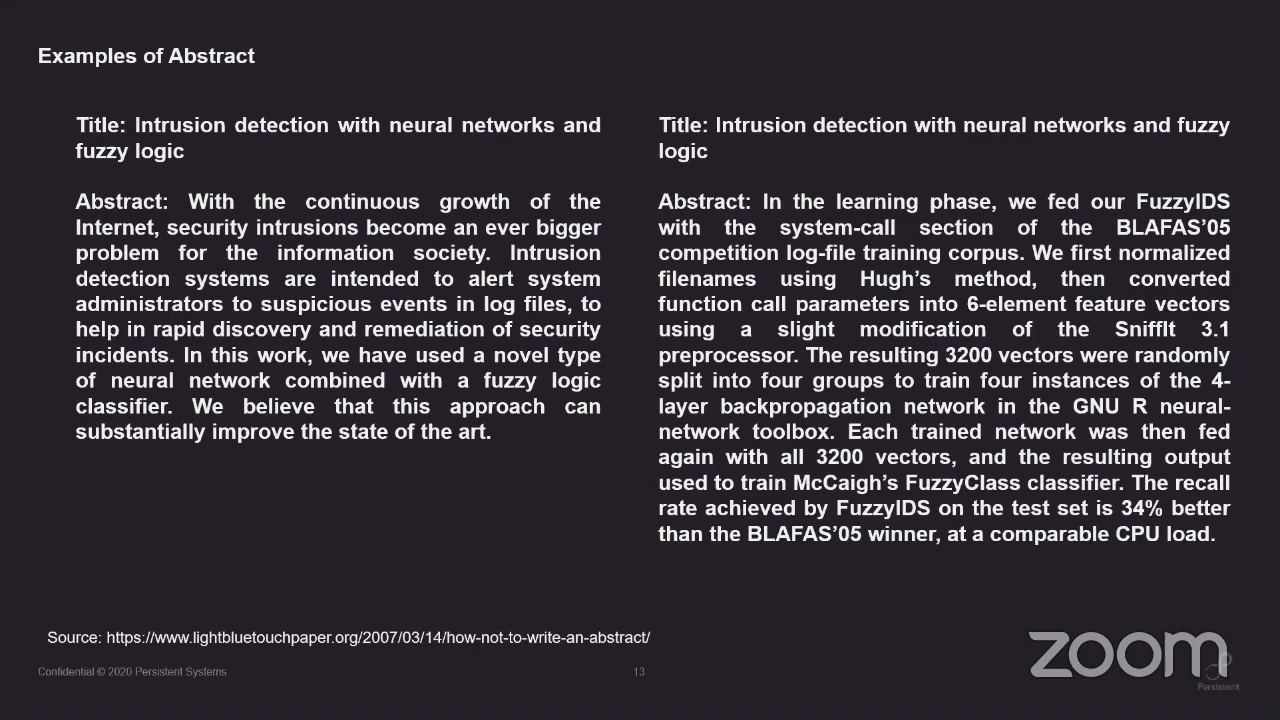 Examples of Abstract
Title: Intrusion detection with neural networks and
fuzzy logic
Abstract: With the continuous growth of the
Internet, security intrusions become an ever bigger
problem for the information society. Intrusion
detection systems are intended to alert system
administrators to suspicious events in log files, to
help in rapid discovery and remediation of security
incidents. In this work, we have used a novel type
of neural network combined with a fuzzy logic
classifier. We believe that this approach can
substantially improve the state of the art.
Title: Intrusion detection with neural networks and fuzzy
logic
Abstract: In the learning phase, we fed our FuzzyIDS
with the system-call section of the BLAFAS’05
competition log-file training corpus. We first normalized
filenames using Hugh’s method, then converted
function call parameters into 6-element feature vectors
using a slight modification of the SniffIt 3.1
preprocessor. The resulting 3200 vectors were randomly
split into four groups to train four instances of the 4-
layer backpropagation network in the GNU R neural-
network toolbox. Each trained network was then fed
again with all 3200 vectors, and the resulting output
used to train McCaigh’s FuzzyClass classifier. The recall
rate achieved by FuzzyIDS on the test set is 34% better
than the BLAFAS’05 winner, at a comparable CPU load.
Source: https://www.lightbluetouchpaper.org/2007/03/14/how-not-to-write-an-abstract/
Confidential © 2020 Persistent Systems
13
zoom
Persistent